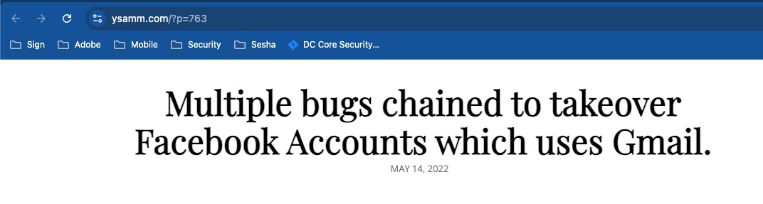 ysamm.com/?p=763
Sign Adobe Mobile Security Sesha DC Core Security...
Multiple bugs chained to takeover
Facebook Accounts which uses Gmail.
MAY 14, 2022